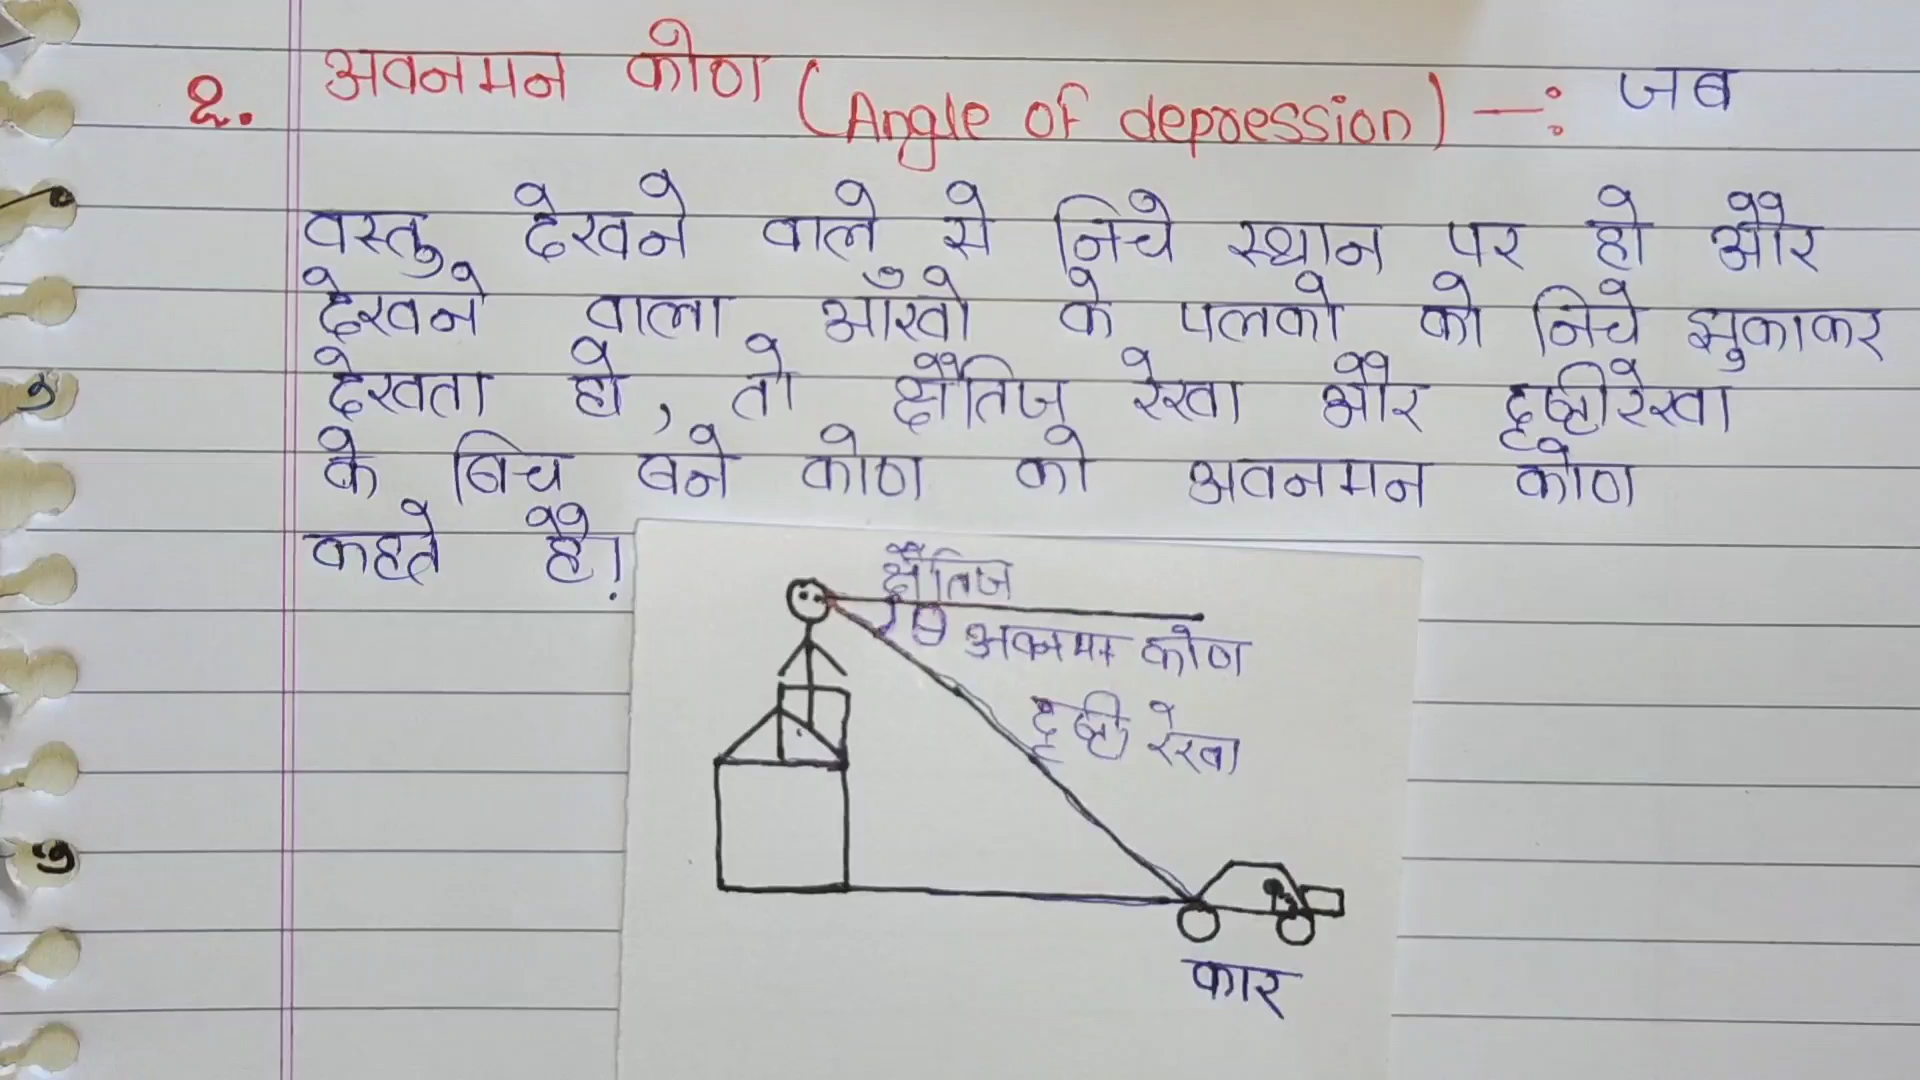 2. अवनमन कोण (Angle of depression) —: जब
वस्तु देखने वाले से निचे स्थान पर हो और
देखने वाला आँखो के पलको को निचे झुकाकर
देखता हो, तो क्षैतिज रेखा और दृष्टीरेखा
के बिच बने कोण को अवनमन कोण
कहते है।
क्षैतिज
θ अवनमन कोण
दृष्टी रेखा
कार